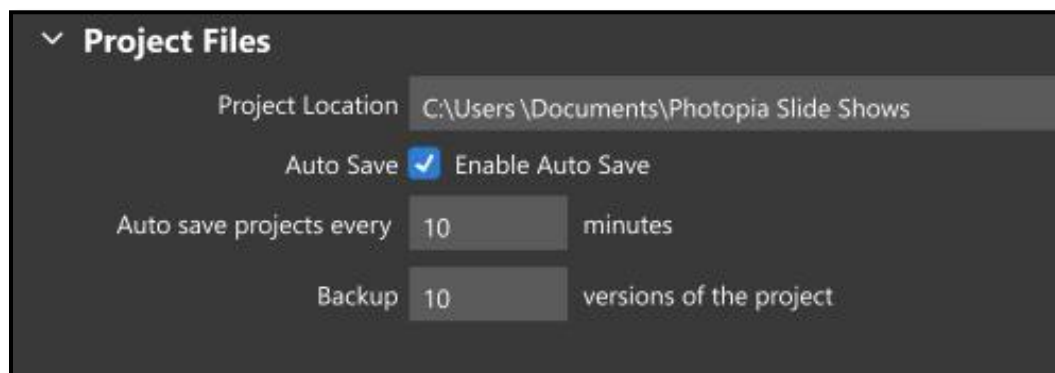 Project Files
Project Location C:\Users \Documents\Photopia Slide Shows
Auto Save Enable Auto Save
Auto save projects every 10 minutes
Backup 10 versions of the project